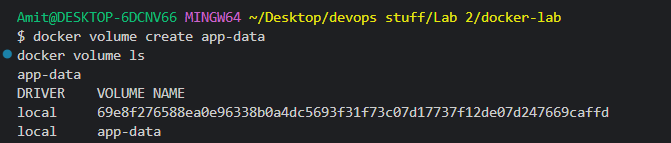 Amit@DESKTOP-6DCNV66 MINGW64 ~/Desktop/devops stuff/Lab 2/docker-lab
$ docker volume create app-data
docker volume ls
app-data
DRIVER    VOLUME NAME
local     69e8f276588ea0e96338b0a4dc5693f31f73c07d17737f12de07d247669caffd
local     app-data